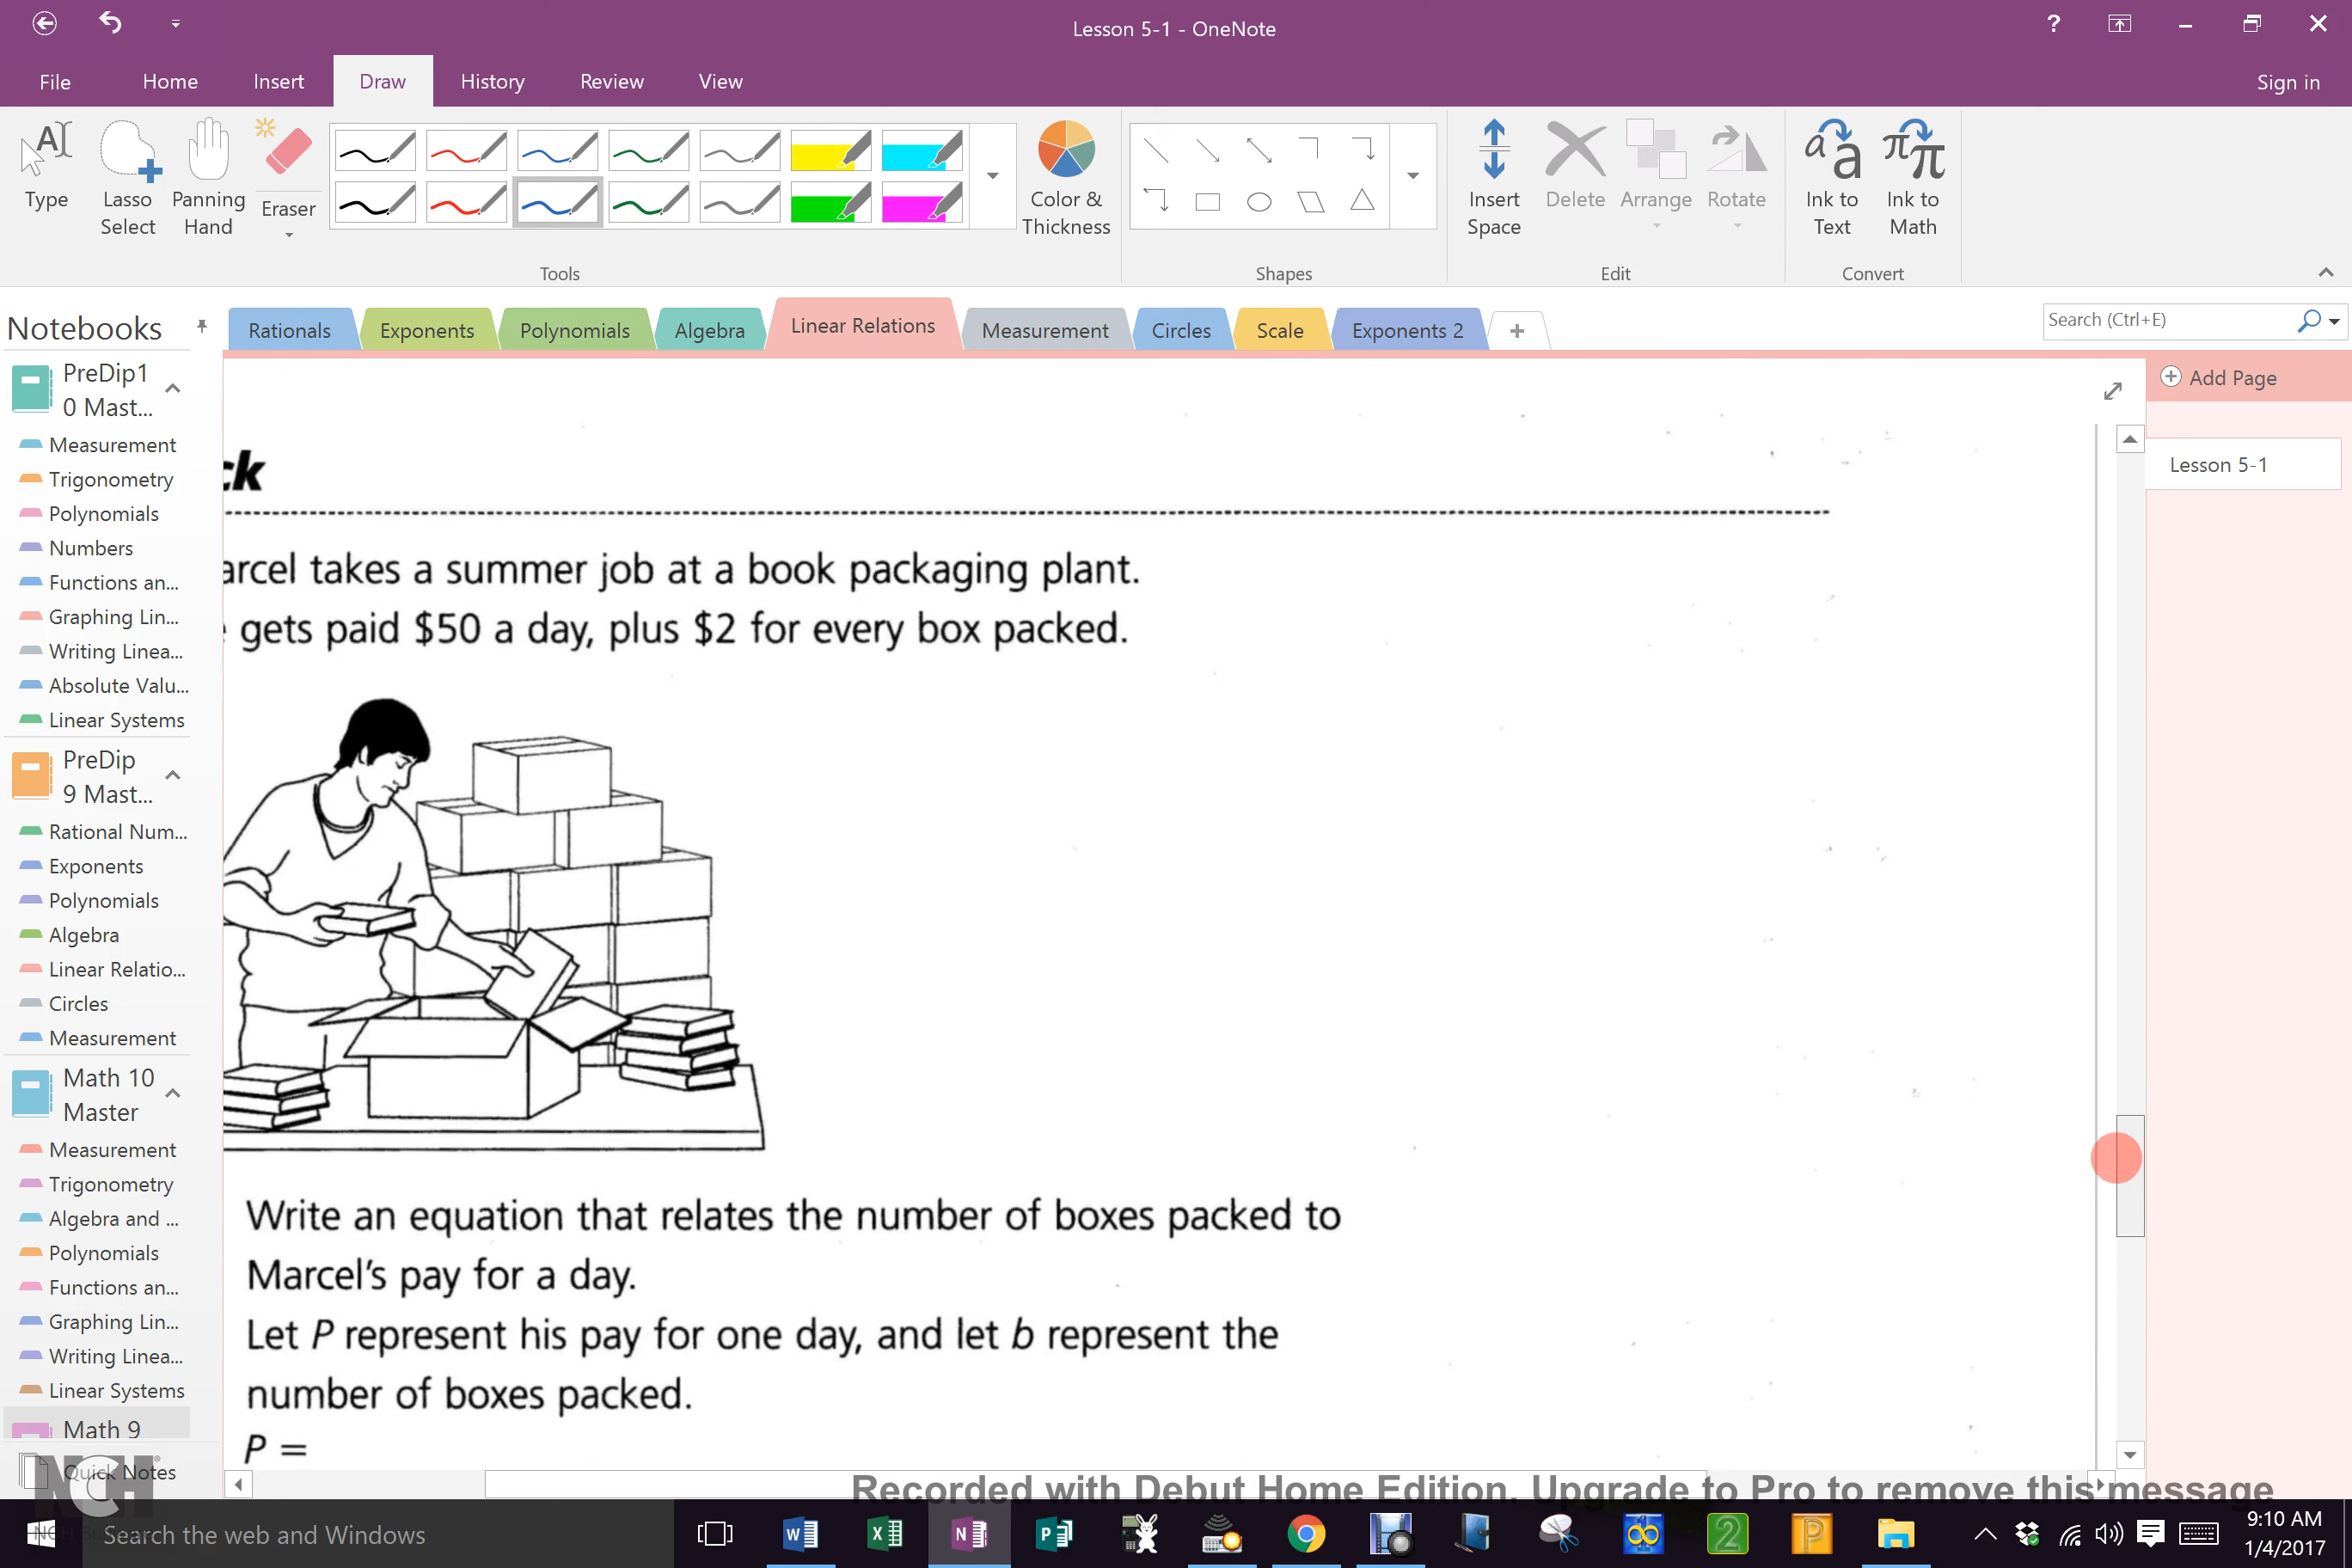 Lesson 5-1 - OneNote
File Home Insert Draw History Review View Sign in
Type
Lasso Select
Panning Hand
Eraser
Color & Thickness
Insert Space
Delete
Arrange
Rotate
Ink to Text
Ink to Math
Tools Shapes Edit Convert
Notebooks
Rationals Exponents Polynomials Algebra Linear Relations Measurement Circles Scale Exponents 2
Search (Ctrl+E)
PreDip1
0 Mast...
Measurement
Trigonometry
Polynomials
Numbers
Functions an...
Graphing Lin...
Writing Linea...
Absolute Valu...
Linear Systems
PreDip
9 Mast...
Rational Num...
Exponents
Polynomials
Algebra
Linear Relatio...
Circles
Measurement
Math 10
Master
Measurement
Trigonometry
Algebra and ...
Polynomials
Functions an...
Graphing Lin...
Writing Linea...
Linear Systems
Math 9
Quick Notes
Add Page
Lesson 5-1
ck
arcel takes a summer job at a book packaging plant.
gets paid $50 a day, plus $2 for every box packed.
Write an equation that relates the number of boxes packed to
Marcel's pay for a day.
Let P represent his pay for one day, and let b represent the
number of boxes packed.
P =
Recorded with Debut Home Edition. Upgrade to Pro to remove this message
NCH
Search the web and Windows
9:10 AM
1/4/2017